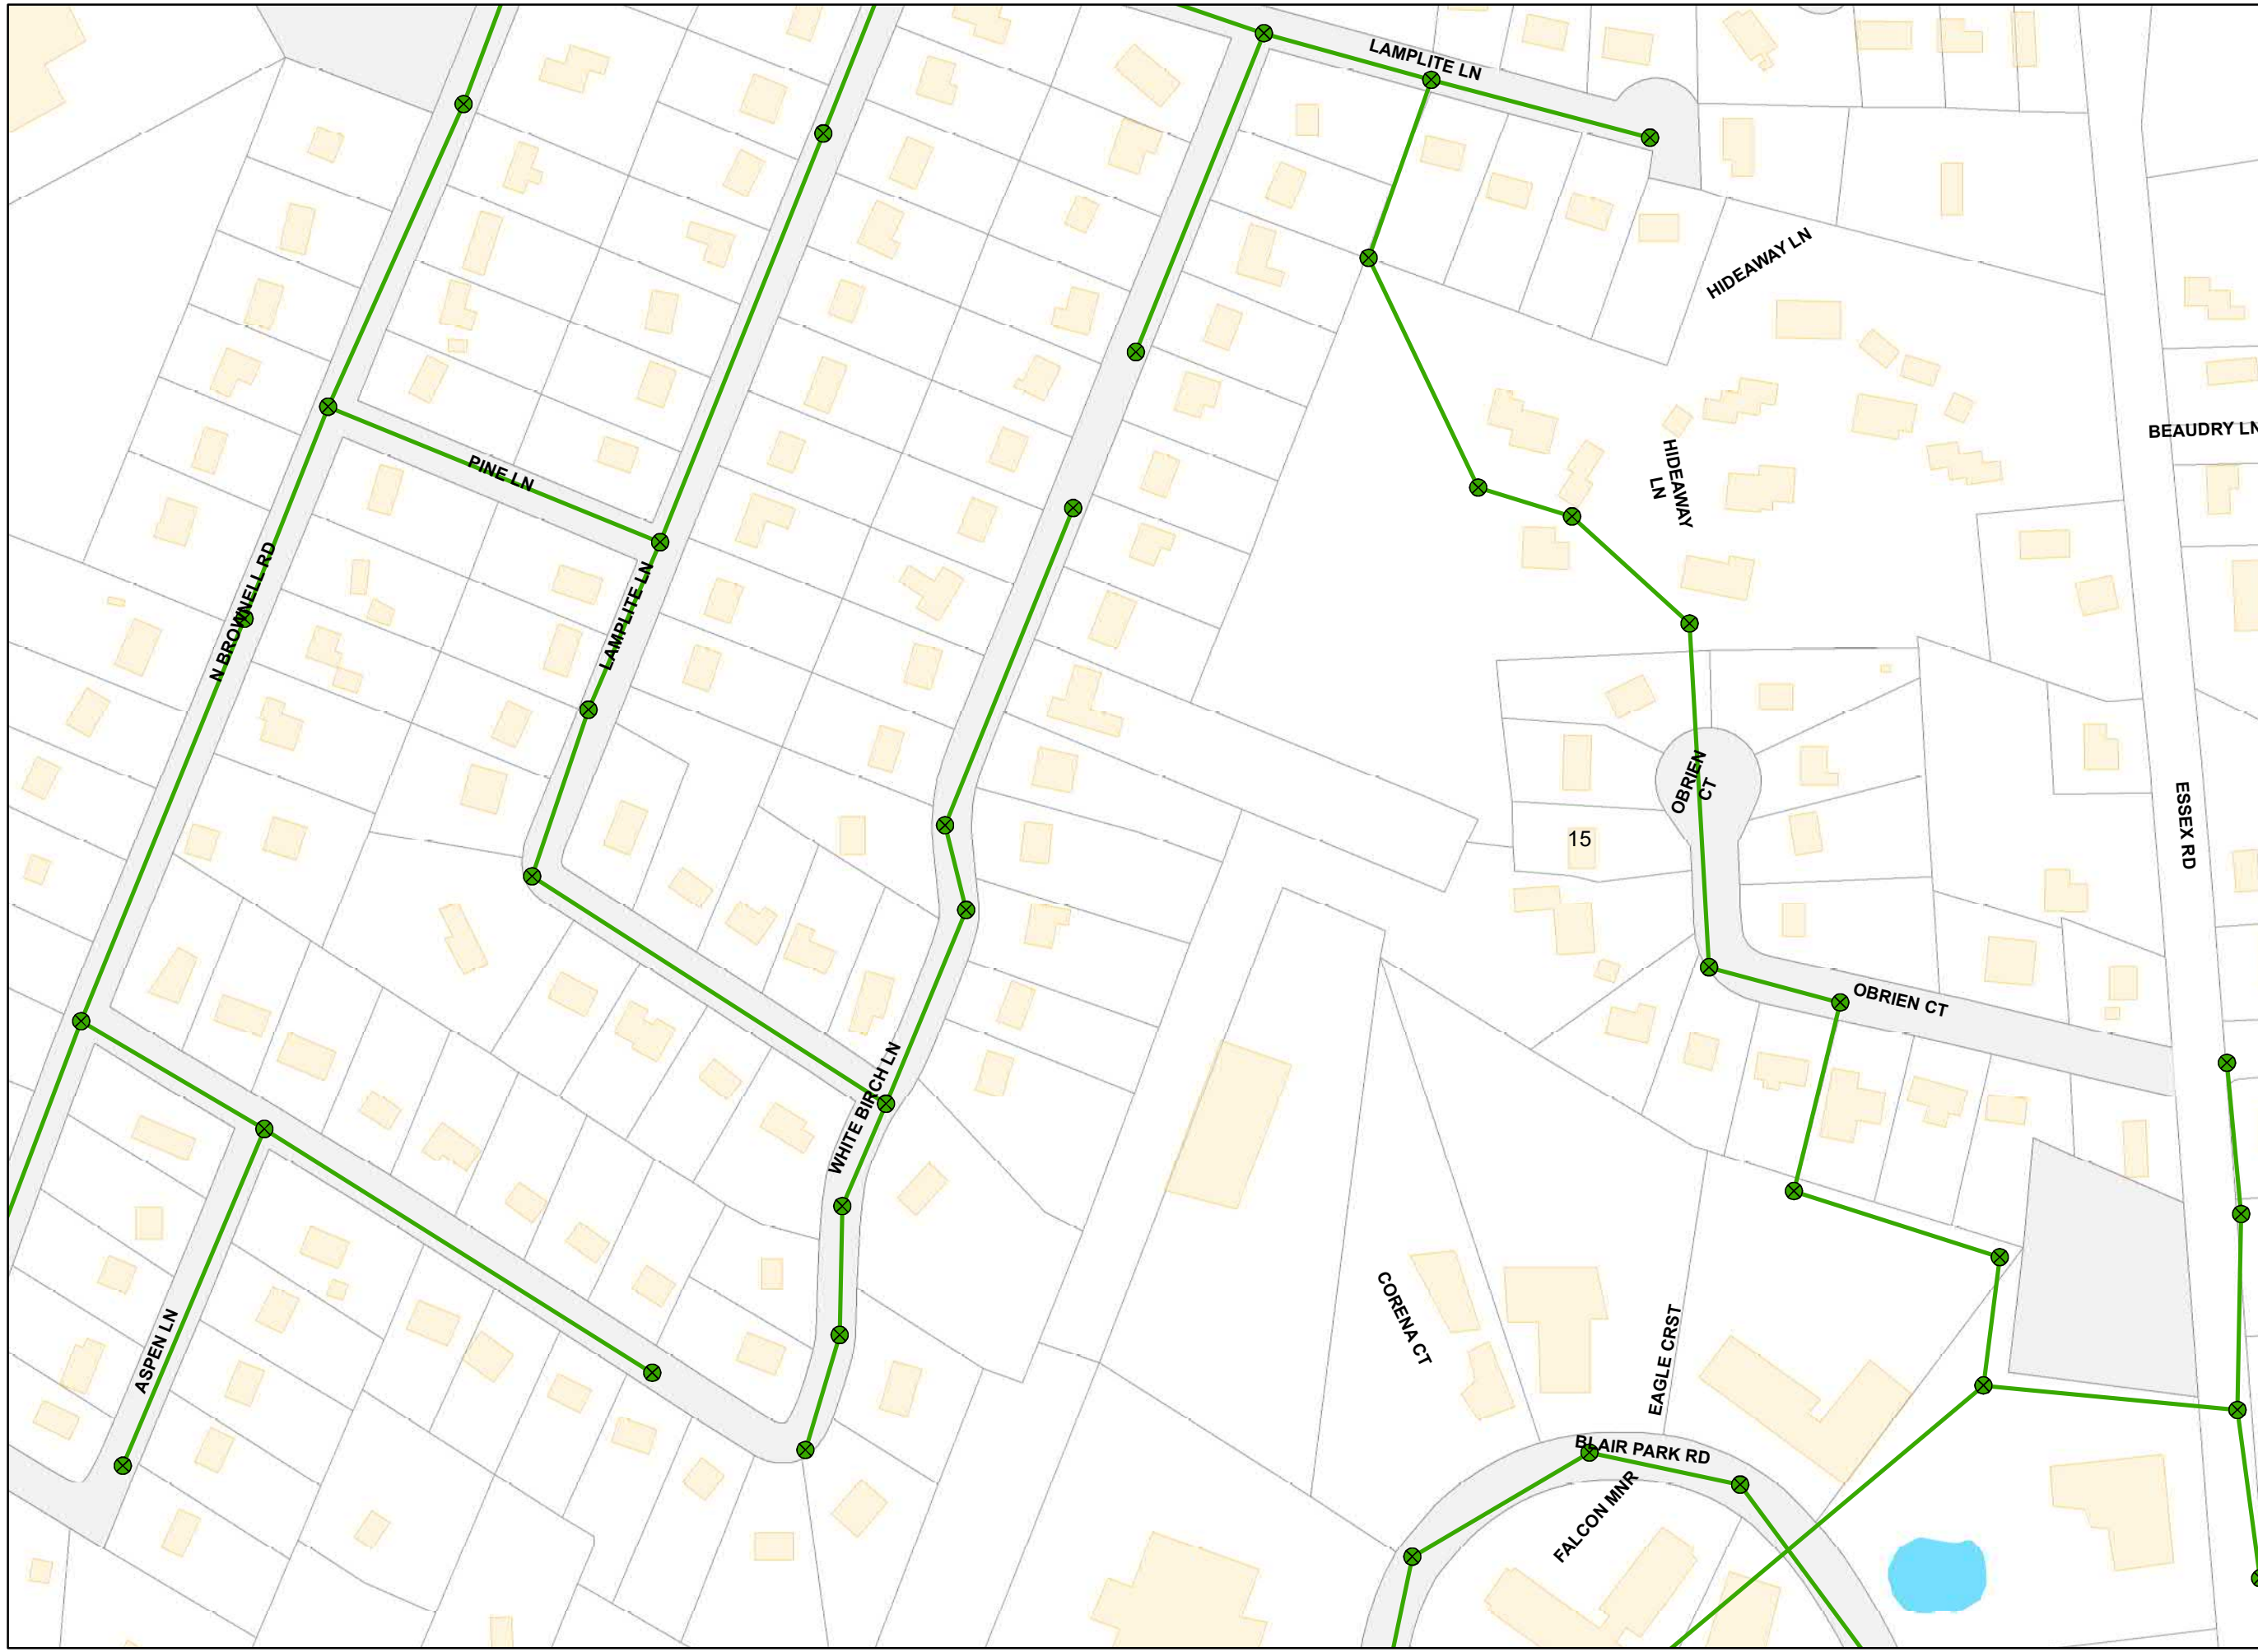 LAMPLITE LN
HIDEAWAY LN
BEAUDRY LN
PINE LN
HIDEAWAY
LN
N BROWNELL RD
LAMPLITE LN
OBRIEN
CT
ESSEX RD
15
OBRIEN CT
WHITE BIRCH LN
CORENA CT
EAGLE CRST
ASPEN LN
BLAIR PARK RD
FALCON MNR